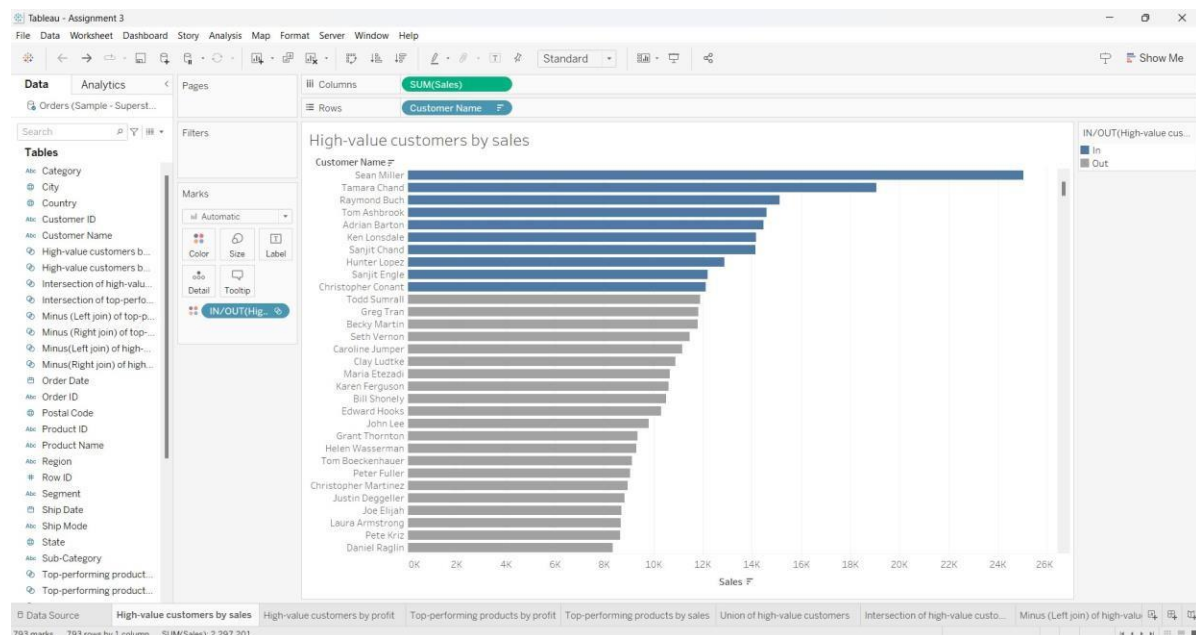 Tableau - Assignment 3
File Data Worksheet Dashboard Story Analysis Map Format Server Window Help
Standard
Show Me
Data Analytics
Orders (Sample - Superst...
Search
Tables
Abc Category
City
Country
Abc Customer ID
Abc Customer Name
High-value customers b...
High-value customers b...
Intersection of high-valu...
Intersection of top-perfo...
Minus (Left join) of top-p...
Minus (Right join) of top-...
Minus(Left join) of high-...
Minus(Right join) of high...
Order Date
Abc Order ID
Postal Code
Abc Product ID
Abc Product Name
Abc Region
# Row ID
Abc Segment
Ship Date
Abc Ship Mode
State
Abc Sub-Category
Top-performing product...
Top-performing product...
Pages
Filters
Marks
Automatic
Color Size Label
Detail Tooltip
IN/OUT(Hig..
Columns SUM(Sales)
Rows Customer Name
High-value customers by sales
Customer Name
Sean Miller
Tamara Chand
Raymond Buch
Tom Ashbrook
Adrian Barton
Ken Lonsdale
Sanjit Chand
Hunter Lopez
Sanjit Engle
Christopher Conant
Todd Sumrall
Greg Tran
Becky Martin
Seth Vernon
Caroline Jumper
Clay Ludtke
Maria Etezadi
Karen Ferguson
Bill Shonely
Edward Hooks
John Lee
Grant Thornton
Helen Wasserman
Tom Boeckenhauer
Peter Fuller
Christopher Martinez
Justin Deggeller
Joe Elijah
Laura Armstrong
Pete Kriz
Daniel Raglin
0K 2K 4K 6K 8K 10K 12K 14K 16K 18K 20K 22K 24K 26K
Sales
IN/OUT(High-value cus...
In
Out
Data Source High-value customers by sales High-value customers by profit Top-performing products by profit Top-performing products by sales Union of high-value customers Intersection of high-value custo... Minus (Left join) of high-valu
793 marks 793 rows by 1 column SUM(Sales): 2,297,201